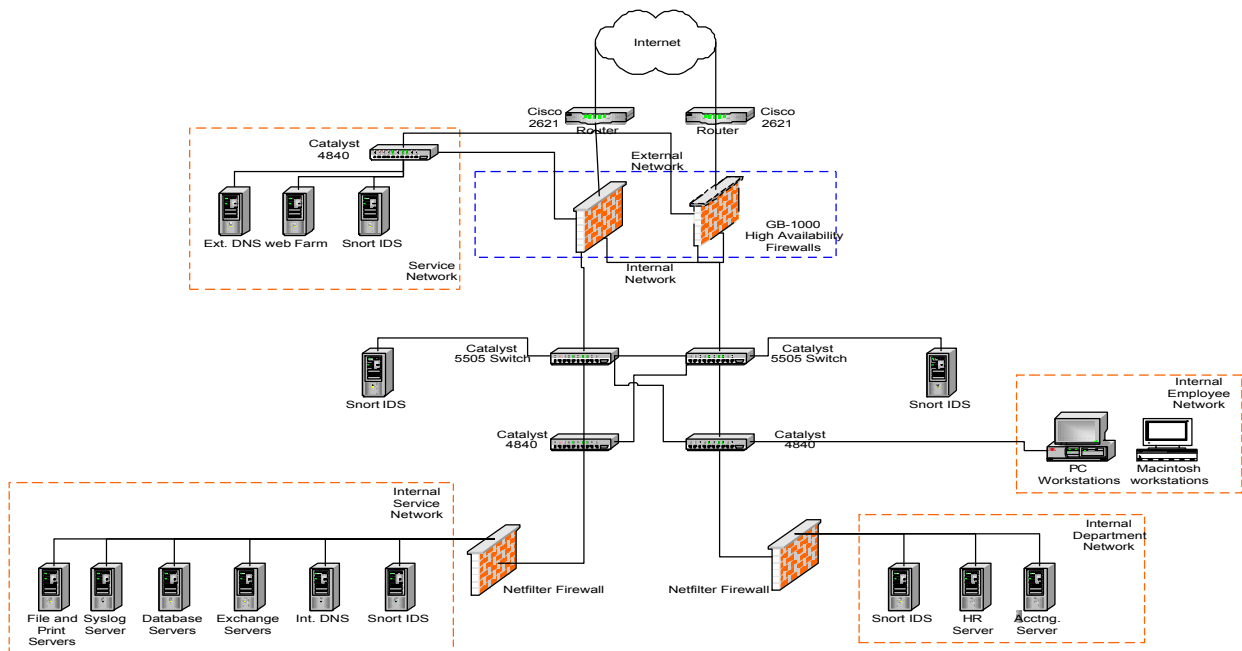 Internet
Cisco
2621
Router
Cisco
2621
Router
Catalyst
4840
External
Network
Ext. DNS
web Farm
Snort IDS
GB-1000
High Availability
Firewalls
Service
Network
Internal
Network
Catalyst
5505 Switch
Catalyst
5505 Switch
Snort IDS
Snort IDS
Internal
Employee
Network
Catalyst
4840
Catalyst
4840
PC
Workstations
Macintosh
workstations
Internal
Service
Network
Internal
Department
Network
Netfilter Firewall
Netfilter Firewall
File and
Print
Servers
Syslog
Server
Database
Servers
Exchange
Servers
Int. DNS
Snort IDS
Snort IDS
HR
Server
Acctng.
Server